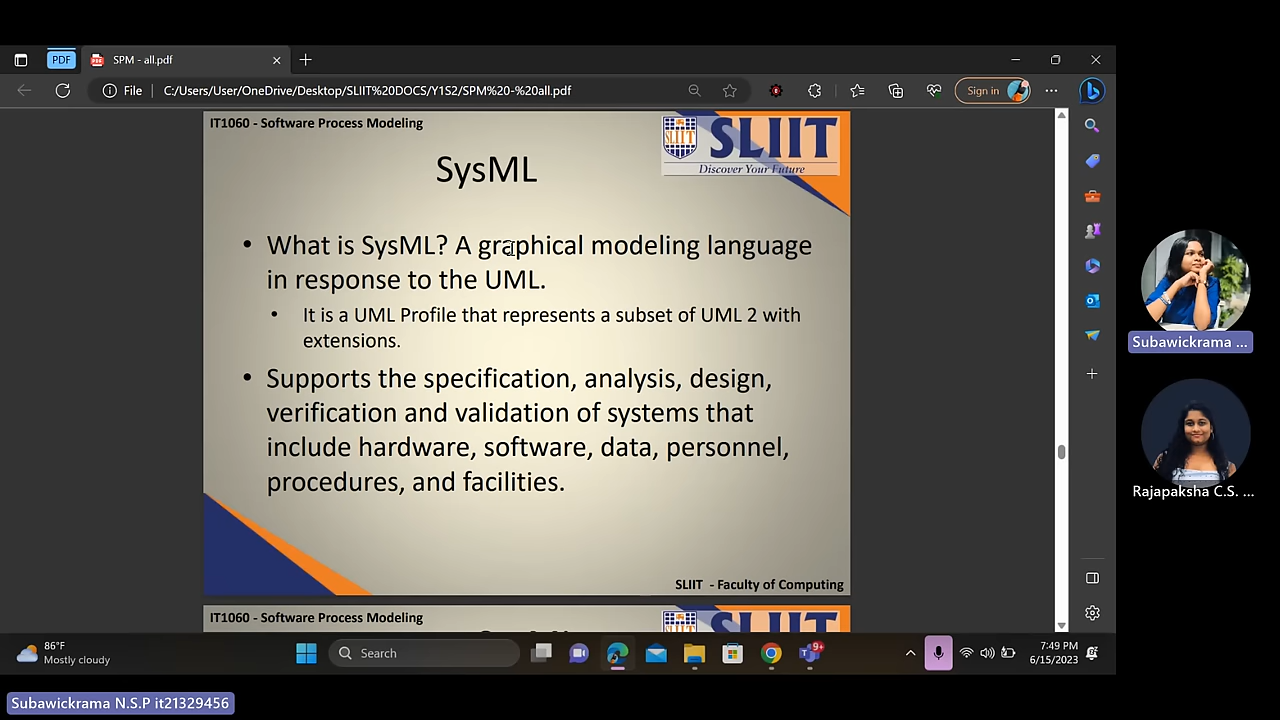 PDF
SPM - all.pdf
File
C:/Users/User/OneDrive/Desktop/SLIIT%20DOCS/Y1S2/SPM%20-%20all.pdf
Sign in
IT1060 - Software Process Modeling
SLIIT
SLIIT
Discover Your Future
SysML
• What is SysML? A graphical modeling language
in response to the UML.
• It is a UML Profile that represents a subset of UML 2 with
extensions.
• Supports the specification, analysis, design,
verification and validation of systems that
include hardware, software, data, personnel,
procedures, and facilities.
SLIIT - Faculty of Computing
IT1060 - Software Process Modeling
SLIIT
Subawickrama ...
Rajapaksha C.S. ...
86°F
Mostly cloudy
Search
9+
7:49 PM
6/15/2023
Subawickrama N.S.P it21329456